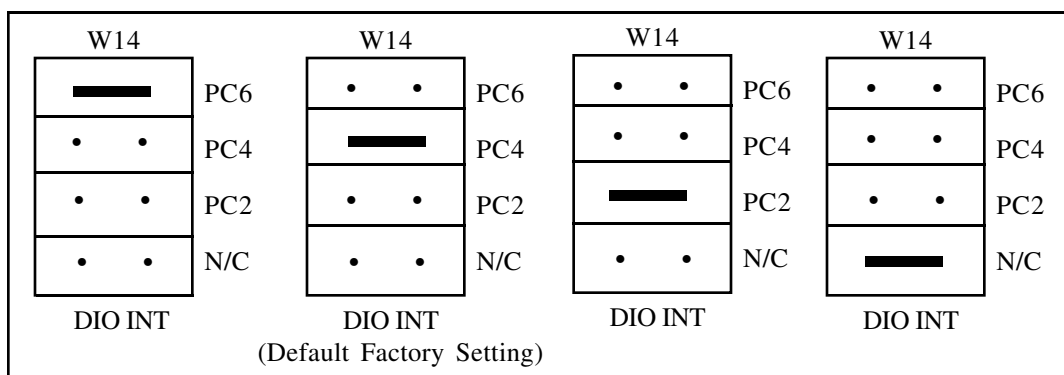 W14
PC6
PC4
PC2
N/C
DIO INT
W14
PC6
PC4
PC2
N/C
DIO INT
(Default Factory Setting)
W14
PC6
PC4
PC2
N/C
DIO INT
W14
PC6
PC4
PC2
N/C
DIO INT